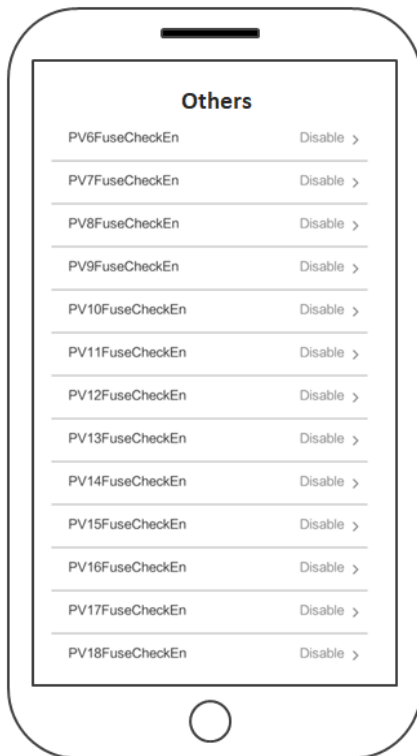 Others
PV6FuseCheckEn Disable >
PV7FuseCheckEn Disable >
PV8FuseCheckEn Disable >
PV9FuseCheckEn Disable >
PV10FuseCheckEn Disable >
PV11FuseCheckEn Disable >
PV12FuseCheckEn Disable >
PV13FuseCheckEn Disable >
PV14FuseCheckEn Disable >
PV15FuseCheckEn Disable >
PV16FuseCheckEn Disable >
PV17FuseCheckEn Disable >
PV18FuseCheckEn Disable >